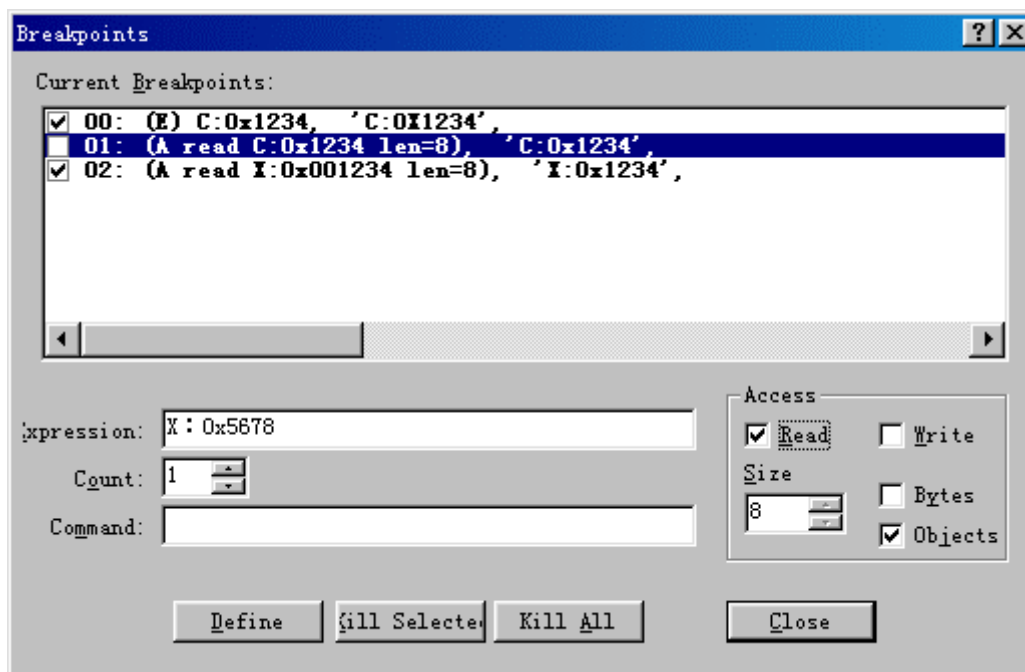 Breakpoints
Current Breakpoints:
00: (E) C:0x1234, 'C:0X1234',
01: (A read C:0x1234 len=8), 'C:0x1234',
02: (A read X:0x001234 len=8), 'X:0x1234',
xpression: X：0x5678
Count: 1
Command:
Access
Read Write
Size
8
Bytes
Objects
Define Kill Selected Kill All Close